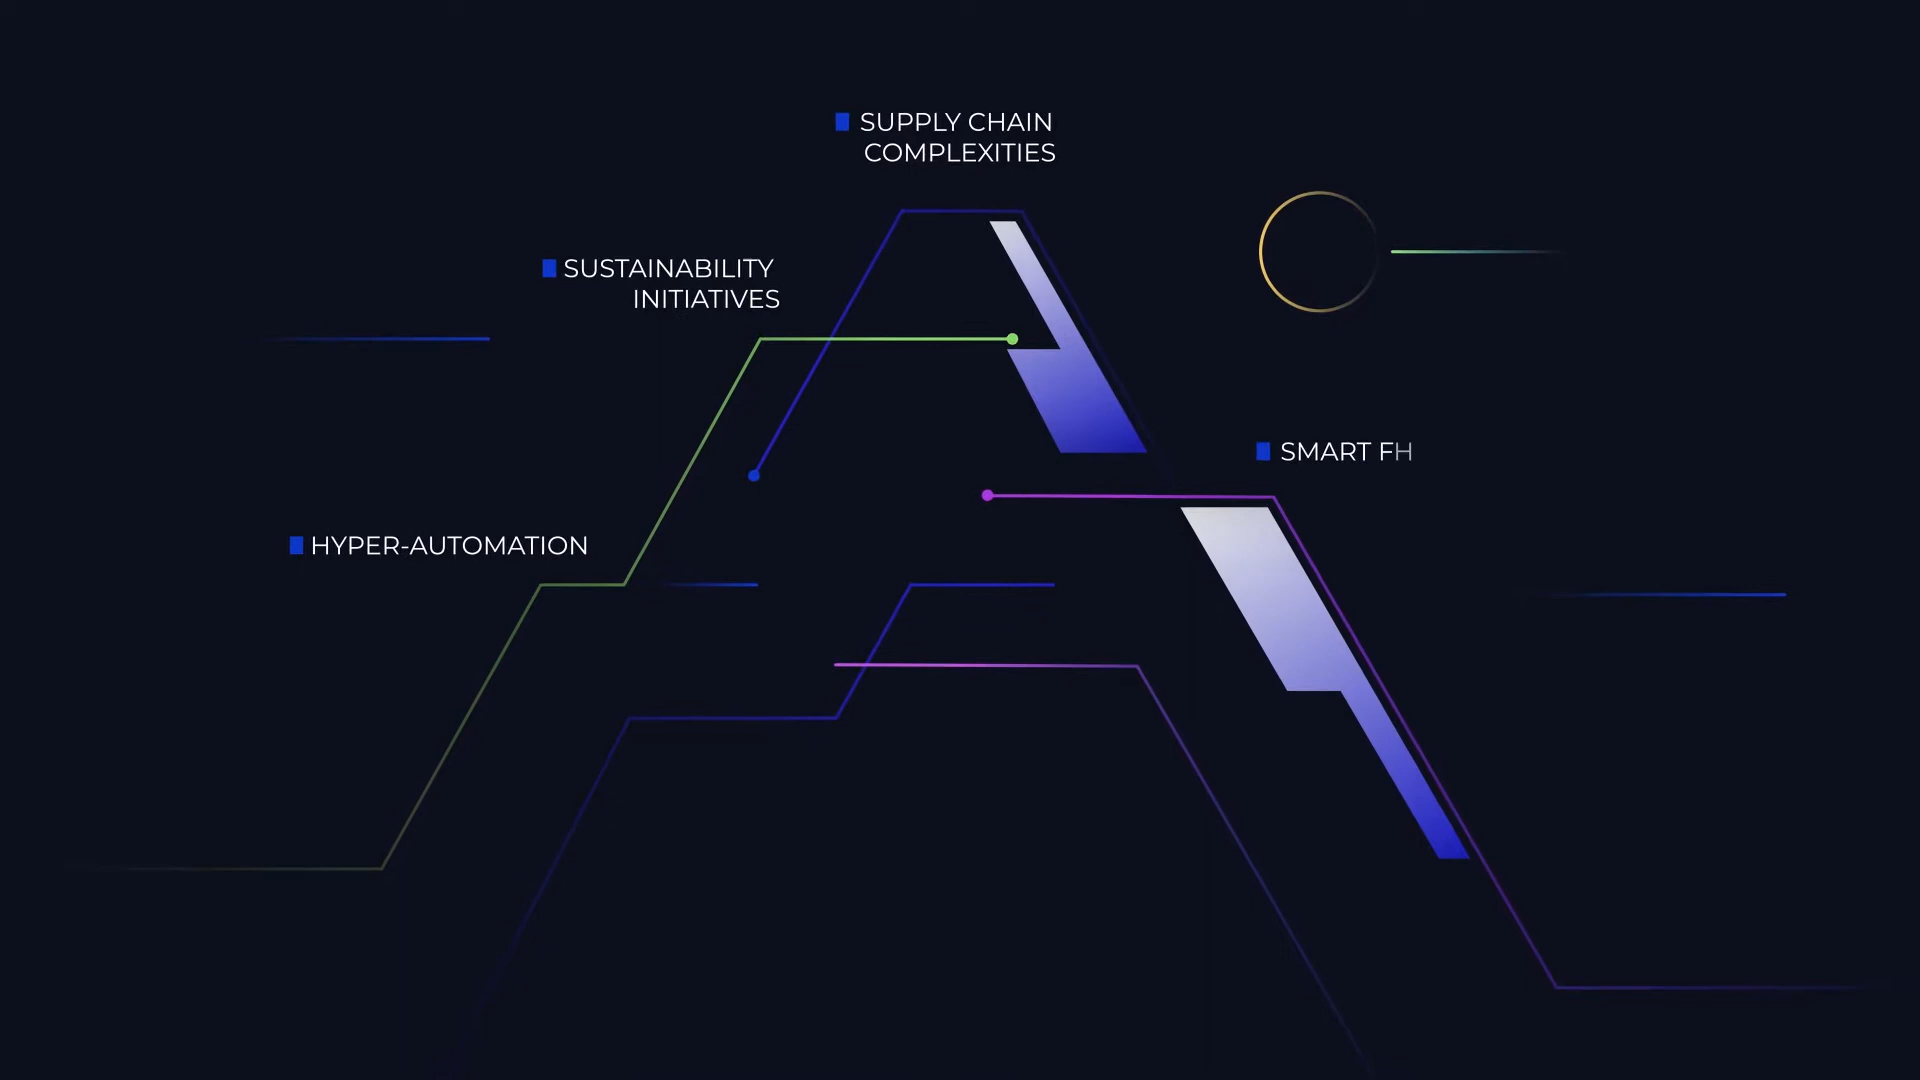 SUPPLY CHAIN
COMPLEXITIES
SUSTAINABILITY
INITIATIVES
SMART FH
HYPER-AUTOMATION